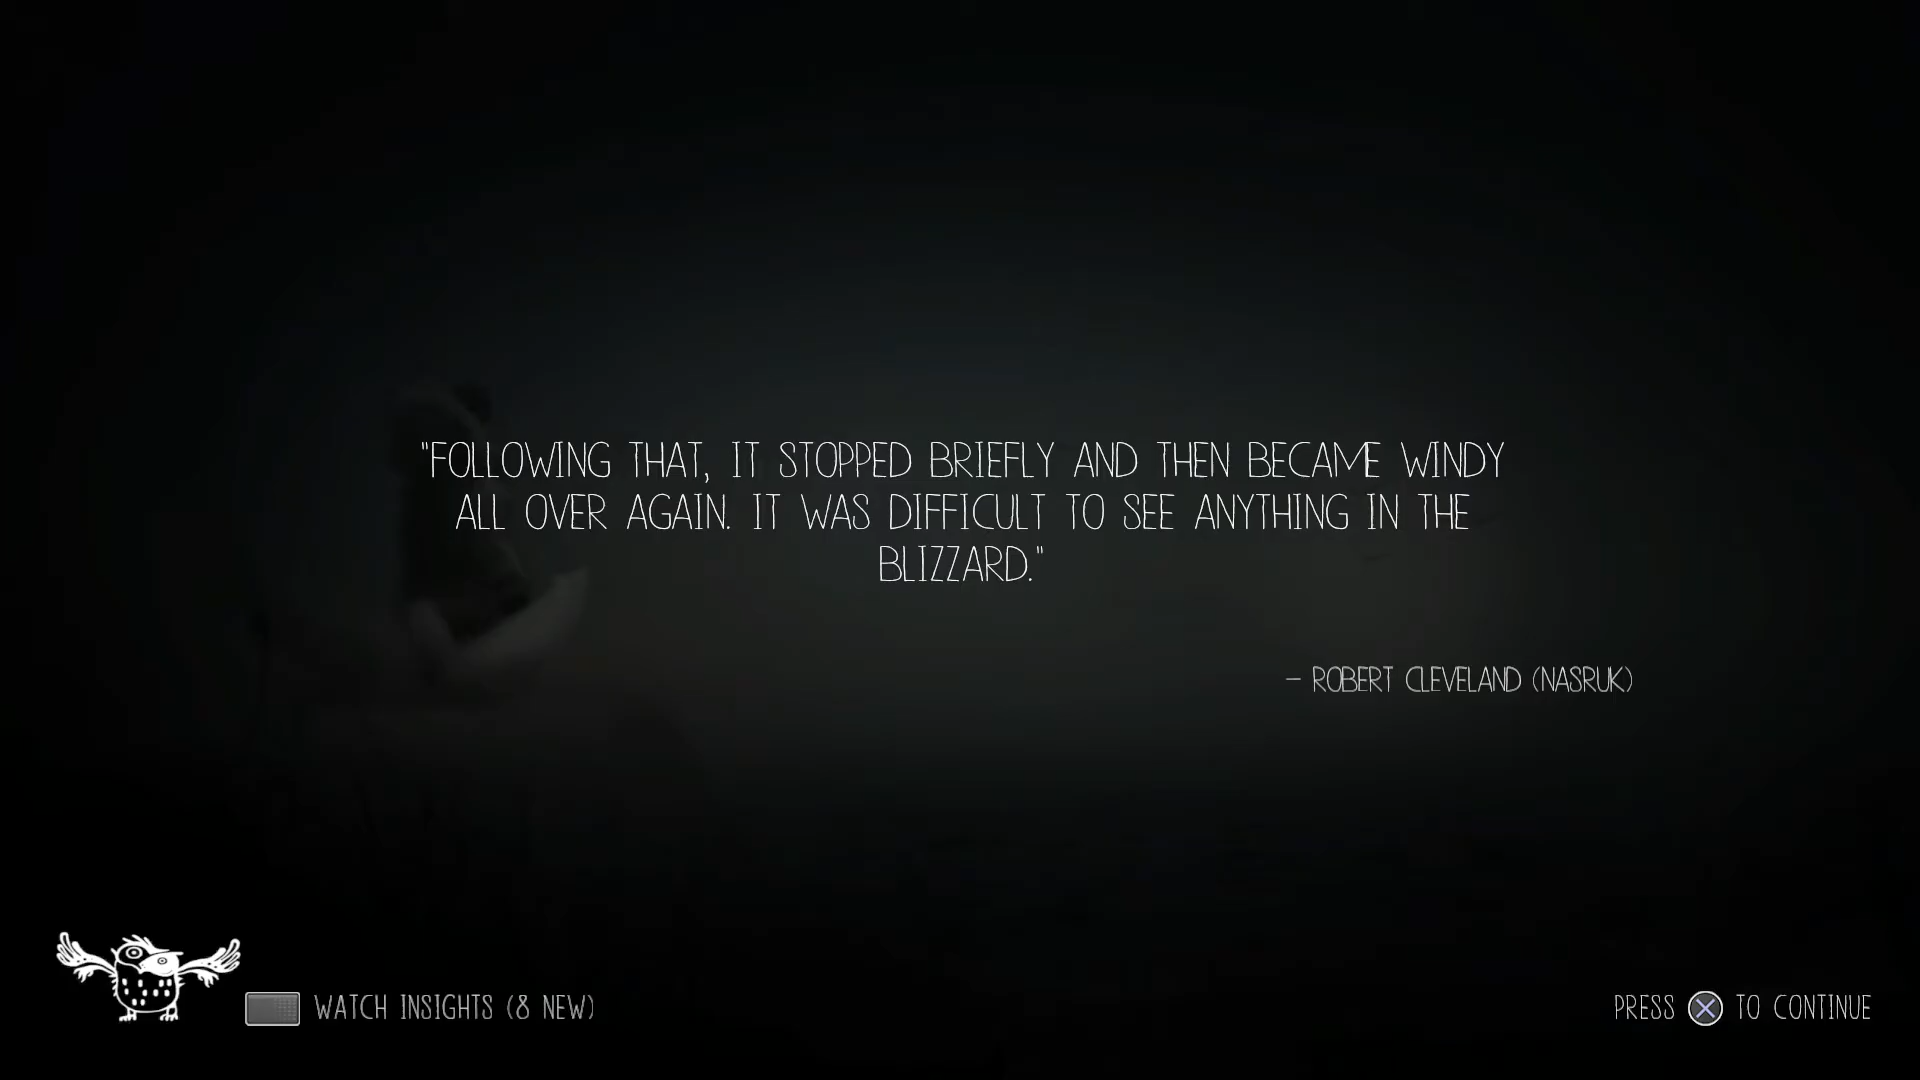 "FOLLOWING THAT, IT STOPPED BRIEFLY AND THEN BECAME WINDY
ALL OVER AGAIN. IT WAS DIFFICULT TO SEE ANYTHING IN THE
BLIZZARD."
– ROBERT CLEVELAND (NASRUK)
WATCH INSIGHTS (8 NEW)
PRESS X TO CONTINUE